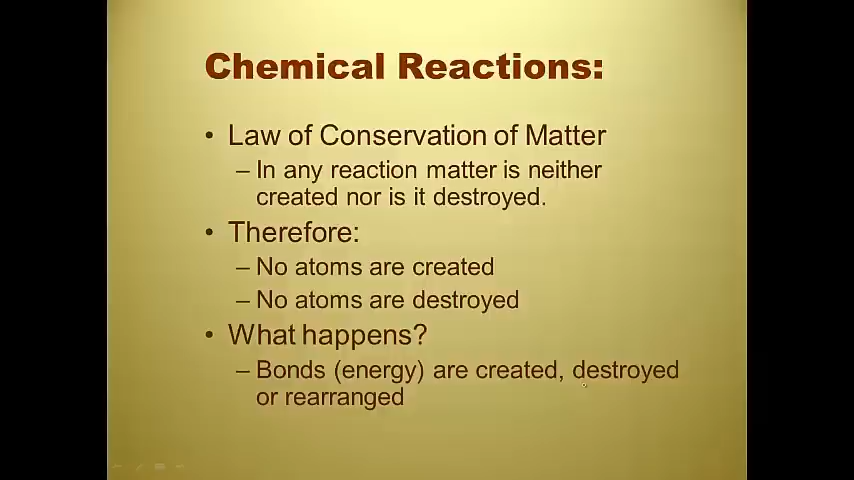 Chemical Reactions:
• Law of Conservation of Matter
– In any reaction matter is neither
created nor is it destroyed.
• Therefore:
– No atoms are created
– No atoms are destroyed
• What happens?
– Bonds (energy) are created, destroyed
or rearranged